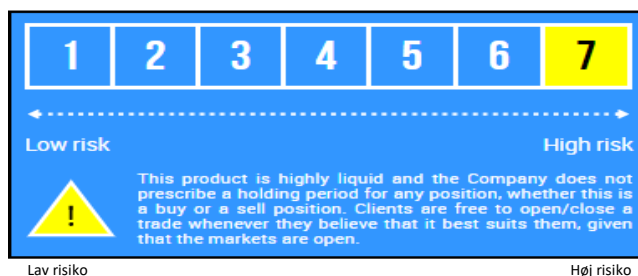 1 2 3 4 5 6 7
Low risk High risk
!
This product is highly liquid and the Company does not
prescribe a holding period for any position, whether this is
a buy or a sell position. Clients are free to open/close a
trade whenever they believe that it best suits them, given
that the markets are open.
Lav risiko Høj risiko